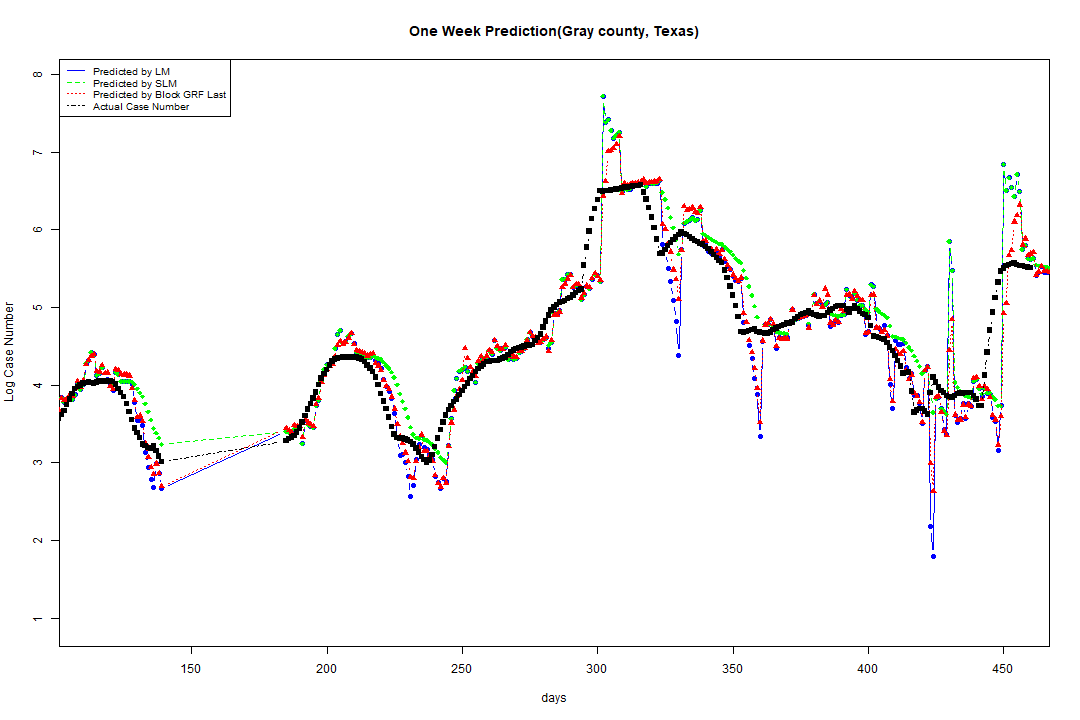 One Week Prediction(Gray county, Texas)
Predicted by LM
Predicted by SLM
Predicted by Block GRF Last
Actual Case Number
Log Case Number
8
7
6
5
4
3
2
1
150 200 250 300 350 400 450
days